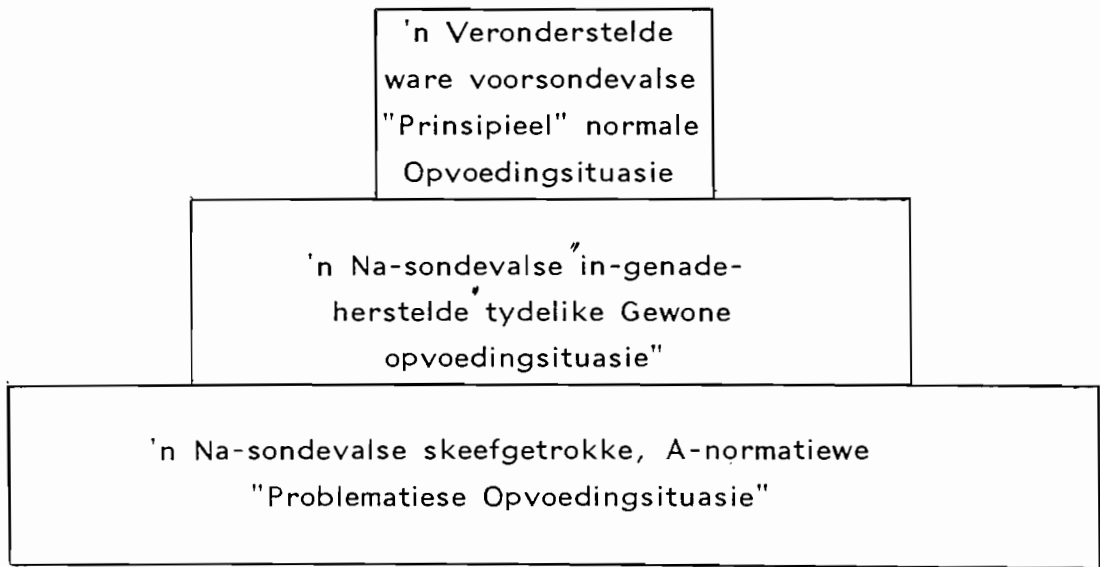 'n Veronderstelde
ware voorsondevalse
"Prinsipieel" normale
Opvoedingsituasie
'n Na-sondevalse "in-genade-
herstelde" tydelike Gewone
opvoedingsituasie"
'n Na-sondevalse skeefgetrokke, A-normatiewe
"Problematiese Opvoedingsituasie"